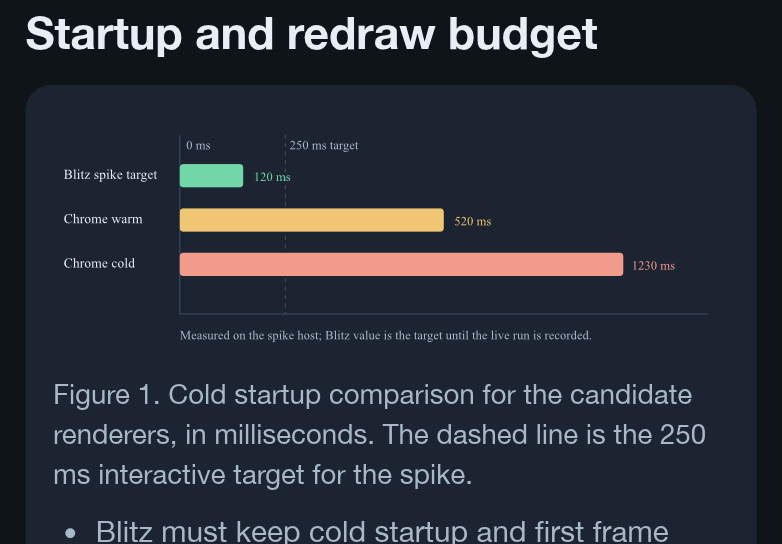 Startup and redraw budget
0 ms
250 ms target
Blitz spike target
120 ms
Chrome warm
520 ms
Chrome cold
1230 ms
Measured on the spike host; Blitz value is the target until the live run is recorded.
Figure 1. Cold startup comparison for the candidate
renderers, in milliseconds. The dashed line is the 250
ms interactive target for the spike.
• Blitz must keep cold startup and first frame